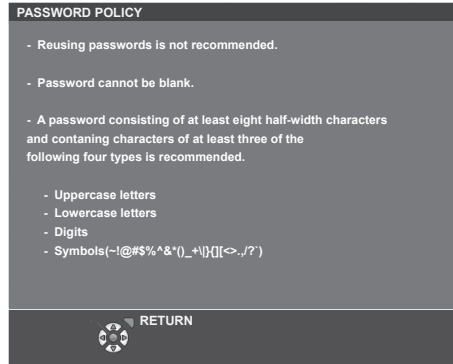 PASSWORD POLICY
- Reusing passwords is not recommended.
- Password cannot be blank.
- A password consisting of at least eight half-width characters
and contaning characters of at least three of the
following four types is recommended.
- Uppercase letters
- Lowercase letters
- Digits
- Symbols(~!@#$%^&*()_+\|}{][<>.,/?`)
RETURN